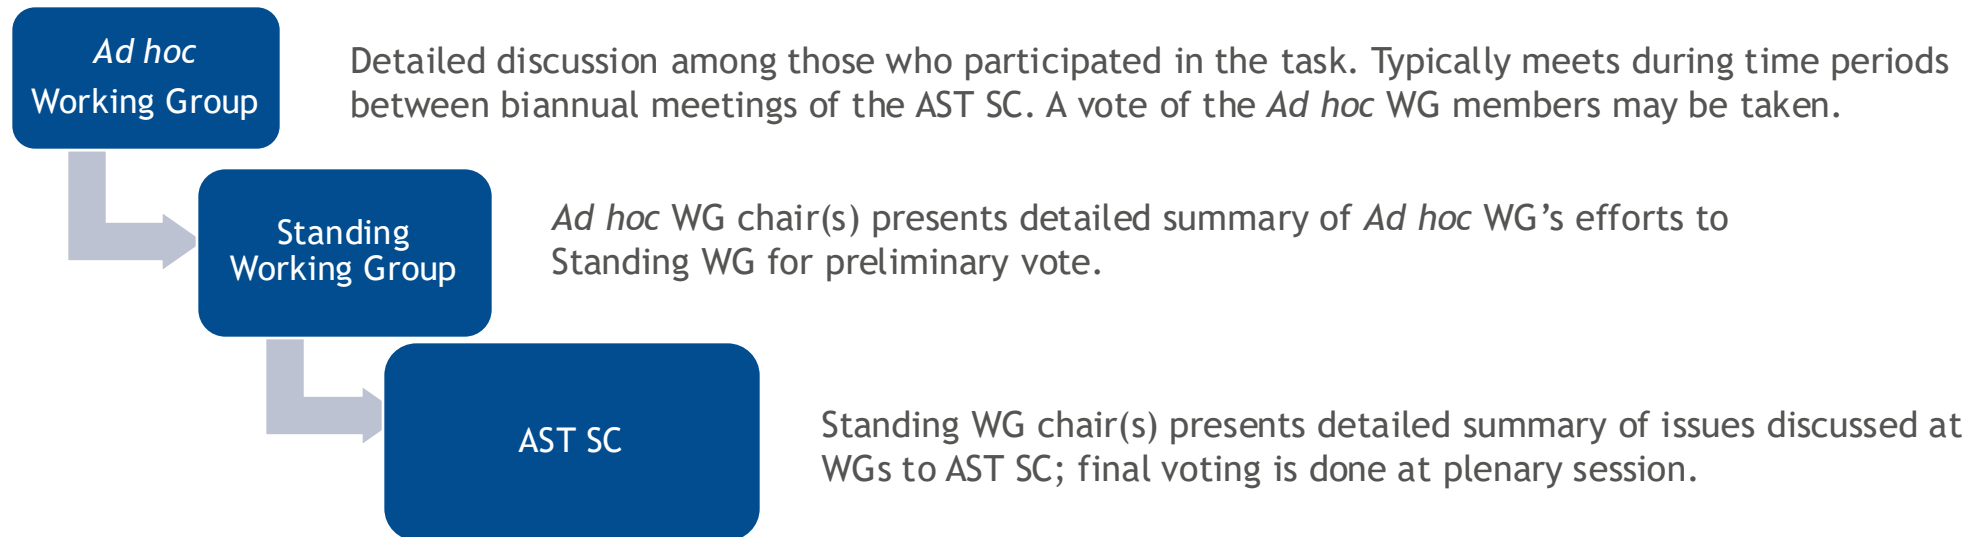 Ad hoc
Working Group
Detailed discussion among those who participated in the task. Typically meets during time periods
between biannual meetings of the AST SC. A vote of the Ad hoc WG members may be taken.
Standing
Working Group
Ad hoc WG chair(s) presents detailed summary of Ad hoc WG’s efforts to
Standing WG for preliminary vote.
AST SC
Standing WG chair(s) presents detailed summary of issues discussed at
WGs to AST SC; final voting is done at plenary session.